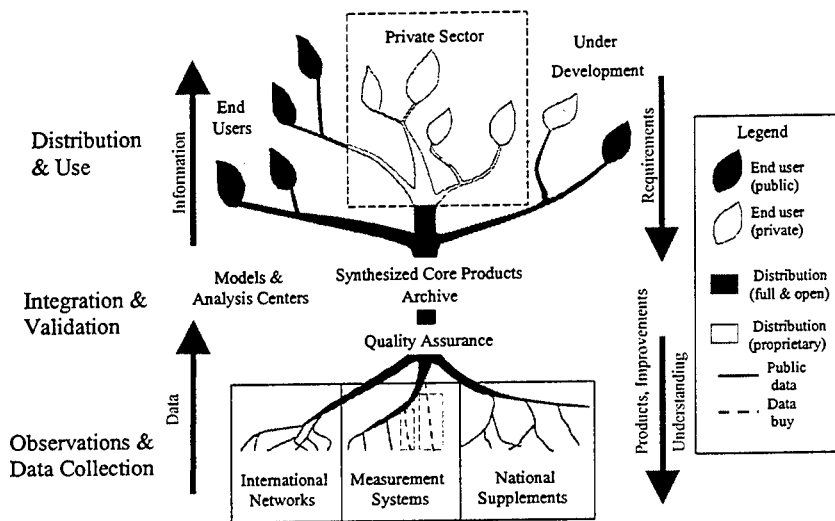 Private Sector
Under
Development
End
Users
Distribution
& Use
Information
Requirements
Legend
End user
(public)
End user
(private)
Distribution
(full & open)
Distribution
(proprietary)
Public
data
Data
buy
Models &
Analysis Centers
Synthesized Core Products
Archive
Integration &
Validation
Quality Assurance
Data
Products, Improvements
Understanding
Observations &
Data Collection
International
Networks
Measurement
Systems
National
Supplements